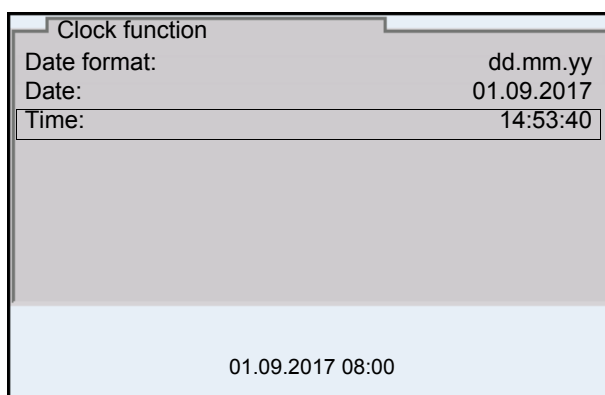 Clock function
Date format: dd.mm.yy
Date: 01.09.2017
Time: 14:53:40
01.09.2017 08:00